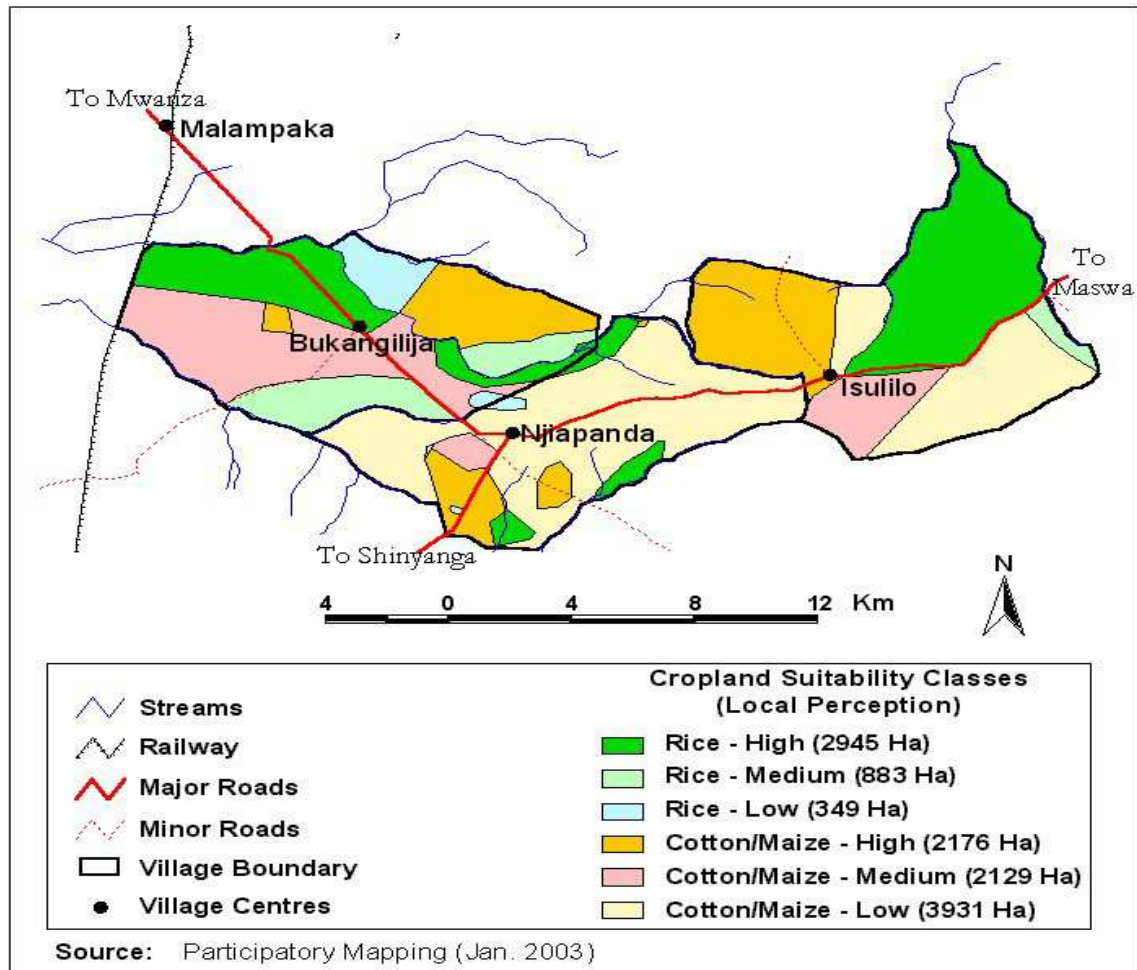 To Mwanza
Malampaka
To
Maswa
Bukangilija
Isulilo
Njiapanda
To Shinyanga
N
4 0 4 8 12 Km
Streams
Railway
Major Roads
Minor Roads
Village Boundary
Village Centres
Cropland Suitability Classes
(Local Perception)
Rice - High (2945 Ha)
Rice - Medium (883 Ha)
Rice - Low (349 Ha)
Cotton/Maize - High (2176 Ha)
Cotton/Maize - Medium (2129 Ha)
Cotton/Maize - Low (3931 Ha)
Source: Participatory Mapping (Jan. 2003)